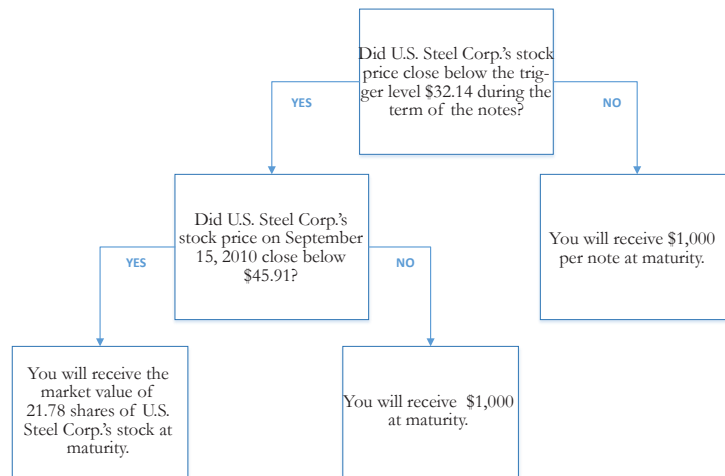 Did U.S. Steel Corp.'s stock
price close below the trig-
ger level $32.14 during the
term of the notes?
YES
NO
Did U.S. Steel Corp.'s
stock price on September
15, 2010 close below
$45.91?
You will receive $1,000
per note at maturity.
YES
NO
You will receive the
market value of
21.78 shares of U.S.
Steel Corp.'s stock at
maturity.
You will receive $1,000
at maturity.